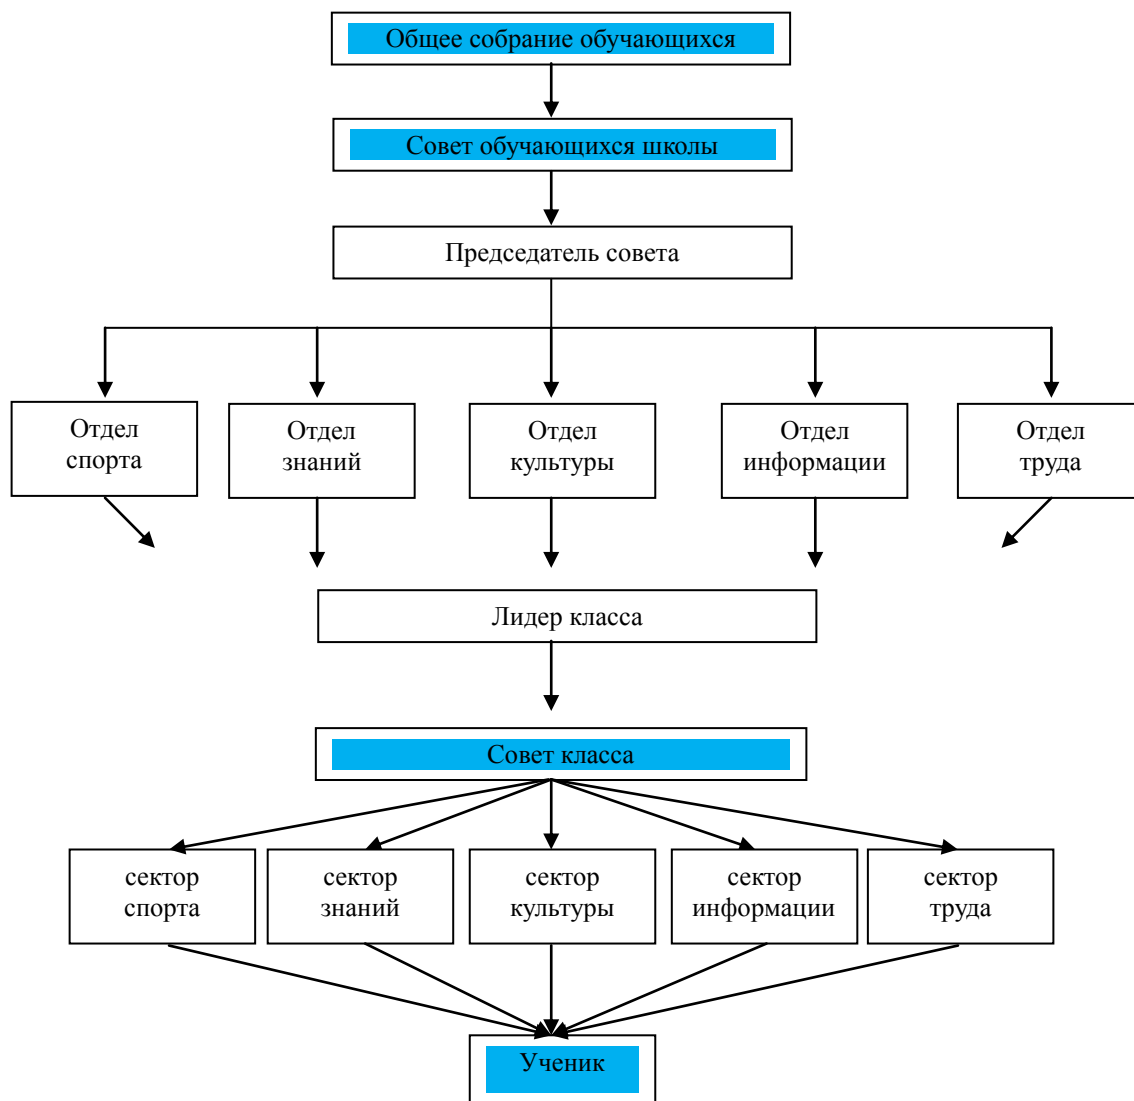 Общее собрание обучающихся
Совет обучающихся школы
Председатель совета
Отдел
спорта
Отдел
знаний
Отдел
культуры
Отдел
информации
Отдел
труда
Лидер класса
Совет класса
сектор
спорта
сектор
знаний
сектор
культуры
сектор
информации
сектор
труда
Ученик